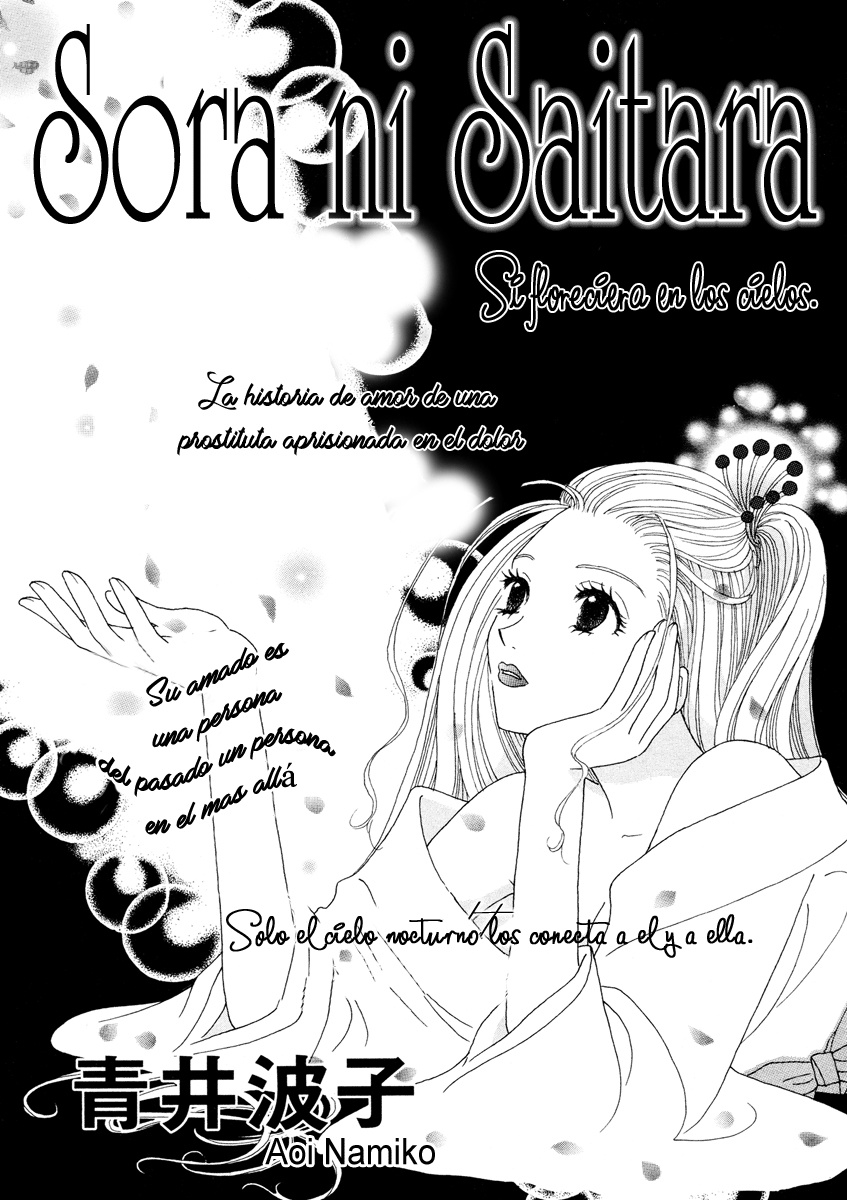 Sora ni Saitara
Si floreciera en los cielos.
La historia de amor de una
prostituta aprisionada en el dolor
Su amado es
una persona
del pasado un persona
en el mas allá
Solo el cielo nocturno los conecta a el y a ella.
青井波子
Aoi Namiko